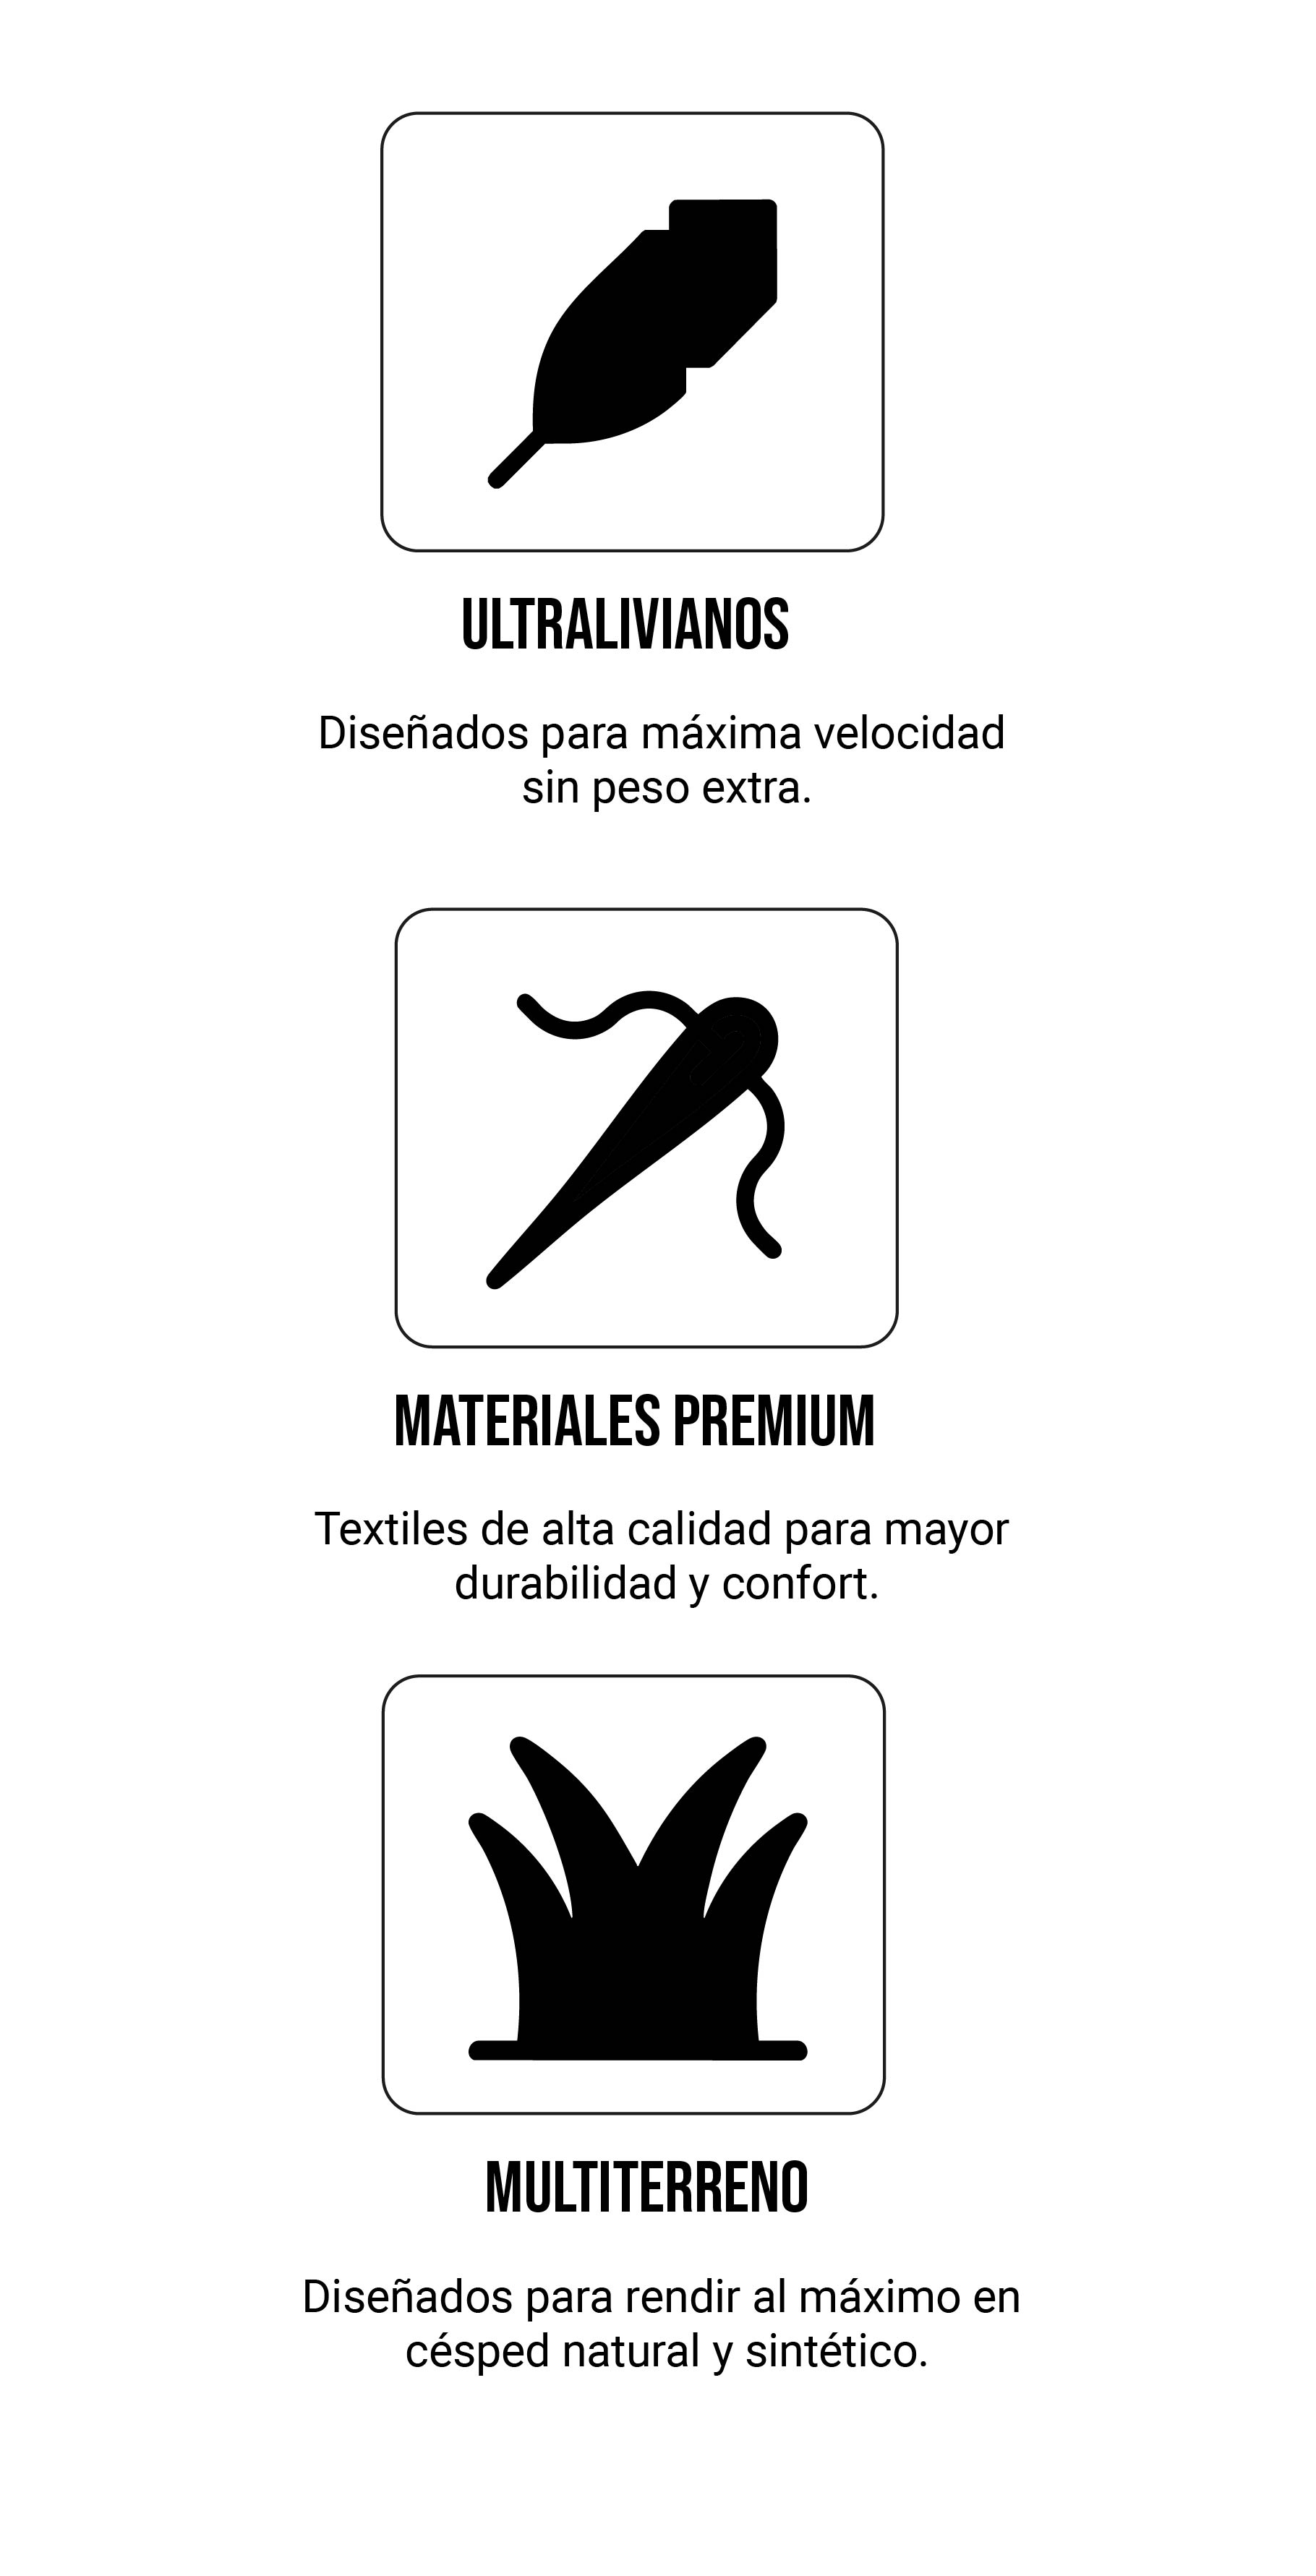 ULTRALIVIANOS
Diseñados para máxima velocidad
sin peso extra.
MATERIALES PREMIUM
Textiles de alta calidad para mayor
durabilidad y confort.
MULTITERRENO
Diseñados para rendir al máximo en
césped natural y sintético.